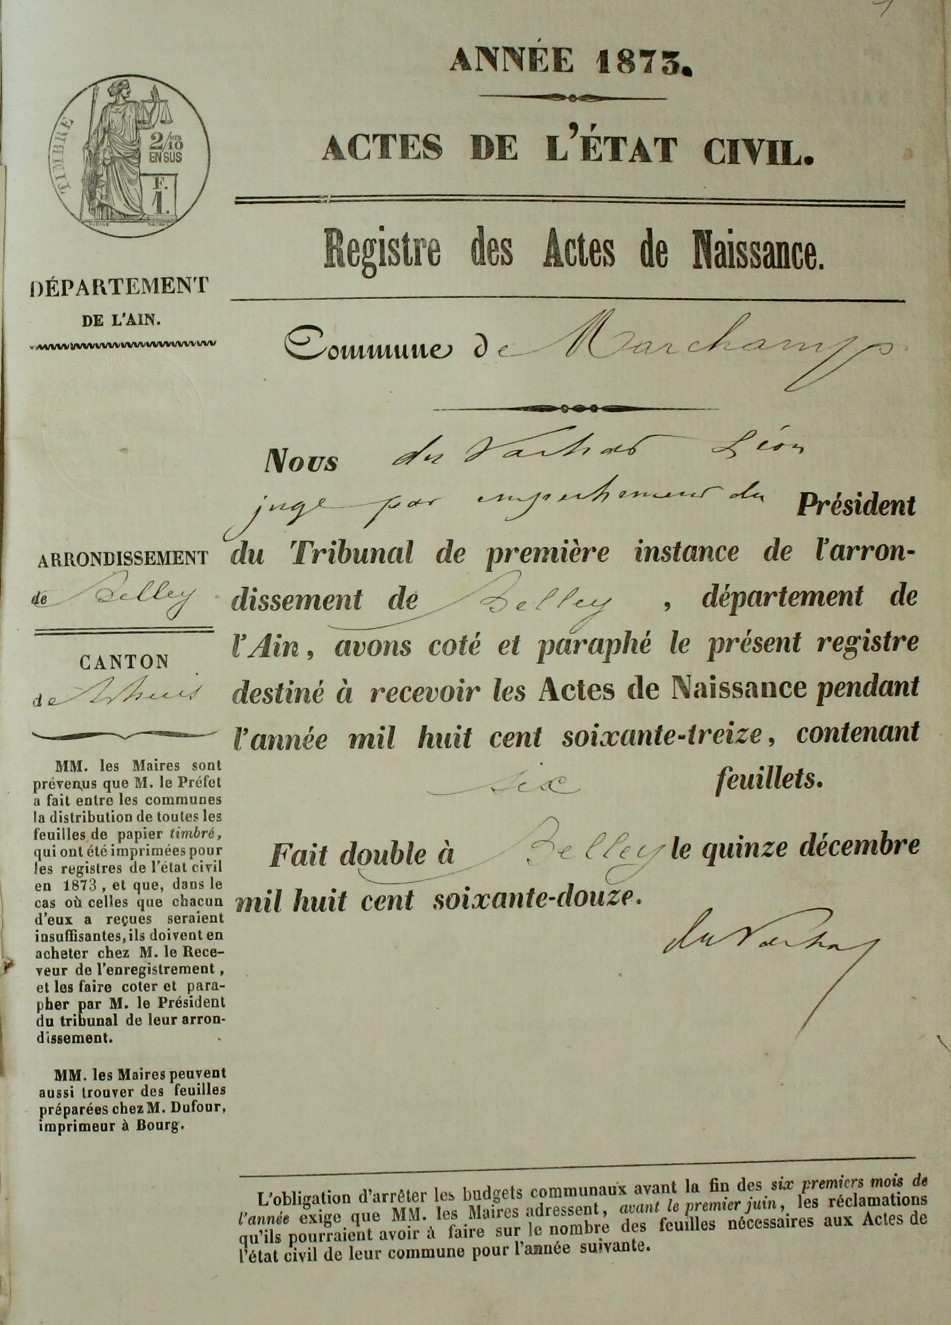 ANNÉE 1873.
ACTES DE L'ÉTAT CIVIL.
TIMBRE
2/10
EN SUS
F.
1.
Registre des Actes de Naissance.
DÉPARTEMENT
DE L'AIN.
Commune de Marchamp
Nous du Léon
juge par empechement du Président
du Tribunal de première instance de l'arron-
dissement de Belley, département de
l'Ain, avons coté et paraphé le présent registre
destiné à recevoir les Actes de Naissance pendant
l'année mil huit cent soixante-treize, contenant
six feuillets.
Fait double à Belley le quinze décembre
mil huit cent soixante-douze.
ARRONDISSEMENT
de Belley
CANTON
de Lhuis
MM. les Maires sont
prévenus que M. le Préfet
a fait entre les communes
la distribution de toutes les
feuilles de papier timbré,
qui ont été imprimées pour
les registres de l'état civil
en 1873, et que, dans le
cas où celles que chacun
d'eux a reçues seraient
insuffisantes, ils doivent en
acheter chez M. le Rece-
veur de l'enregistrement,
et les faire coter et para-
pher par M. le Président
du tribunal de leur arron-
dissement.
MM. les Maires peuvent
aussi trouver des feuilles
préparées chez M. Dufour,
imprimeur à Bourg.
L'obligation d'arrêter les budgets communaux avant la fin des six premiers mois de
l'année exige que MM. les Maires adressent, avant le premier juin, les réclamations
qu'ils pourraient avoir à faire sur le nombre des feuilles nécessaires aux Actes de
l'état civil de leur commune pour l'année suivante.